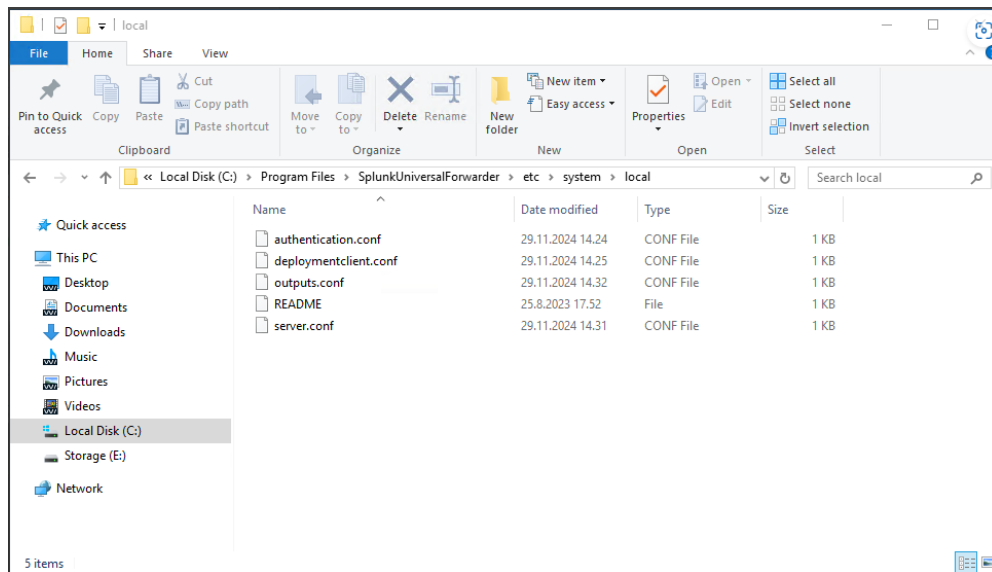 local
File Home Share View
Pin to Quick access
Copy
Paste
Cut
Copy path
Paste shortcut
Clipboard
Move to
Copy to
Delete
Rename
Organize
New folder
New item
Easy access
New
Properties
Open
Edit
Open
Select all
Select none
Invert selection
Select
« Local Disk (C:) > Program Files > SplunkUniversalForwarder > etc > system > local
Search local
Quick access
This PC
Desktop
Documents
Downloads
Music
Pictures
Videos
Local Disk (C:)
Storage (E:)
Network
Name Date modified Type Size
authentication.conf 29.11.2024 14.24 CONF File 1 KB
deploymentclient.conf 29.11.2024 14.25 CONF File 1 KB
outputs.conf 29.11.2024 14.32 CONF File 1 KB
README 25.8.2023 17.52 File 1 KB
server.conf 29.11.2024 14.31 CONF File 1 KB
5 items